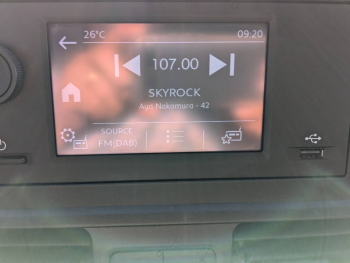 26°C 09:20
107.00
SKYROCK
Aya Nakamura - 42
SOURCE
FM(DAB)